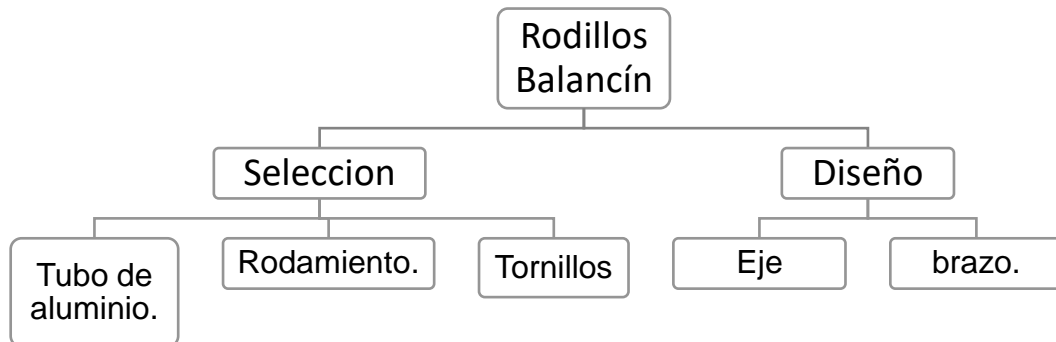 Rodillos
Balancín
Seleccion
Diseño
Tubo de
aluminio.
Rodamiento.
Tornillos
Eje
brazo.